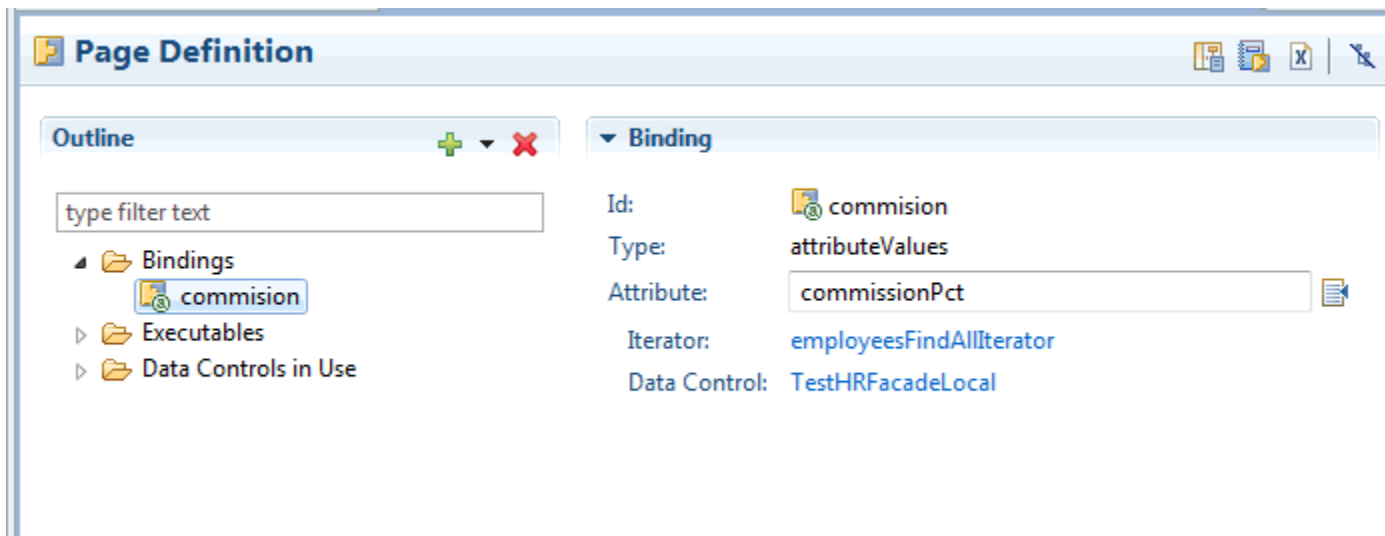 Page Definition
Outline
type filter text
Bindings
commision
Executables
Data Controls in Use
Binding
Id: commision
Type: attributeValues
Attribute: commissionPct
Iterator: employeesFindAllIterator
Data Control: TestHRFacadeLocal